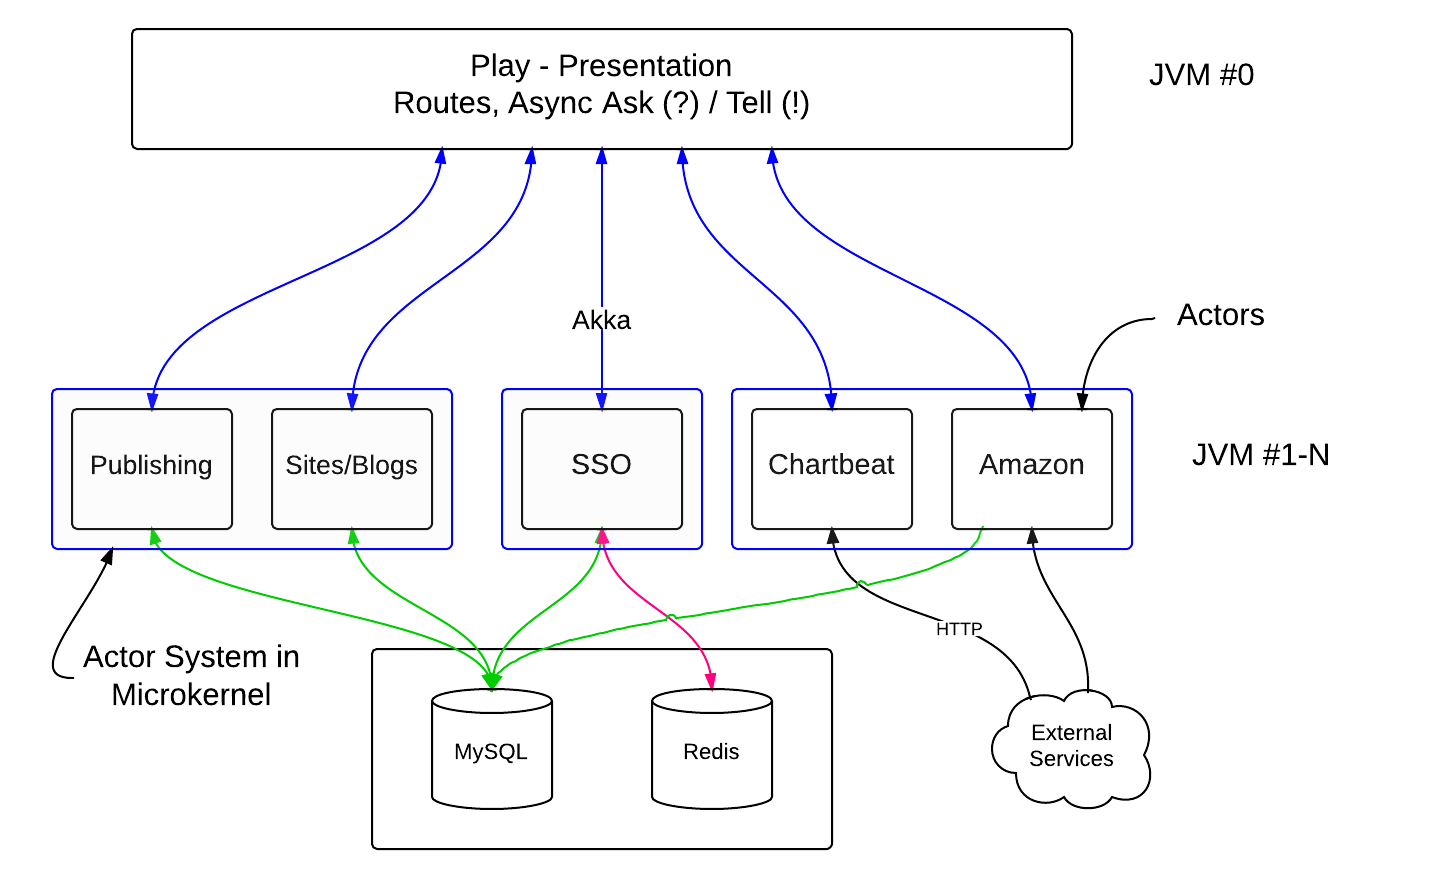 Play - Presentation
Routes, Async Ask (?) / Tell (!)
JVM #0
Akka
Actors
Publishing
Sites/Blogs
SSO
Chartbeat
Amazon
JVM #1-N
HTTP
Actor System in
Microkernel
MySQL
Redis
External
Services